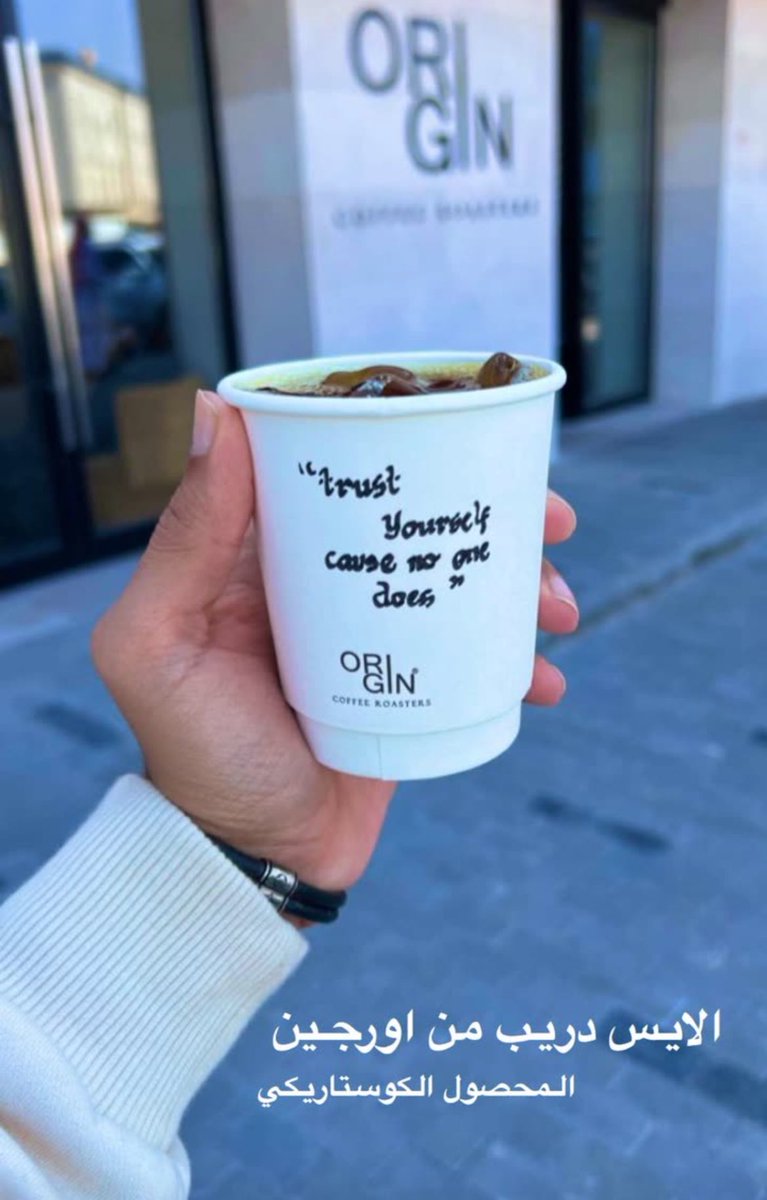 ORI
GIN
COFFEE ROASTERS
“trust
yourself
cause no one
does”
ORI
GIN®
COFFEE ROASTERS
الايس دريب من اورجين
المحصول الكوستاريكي